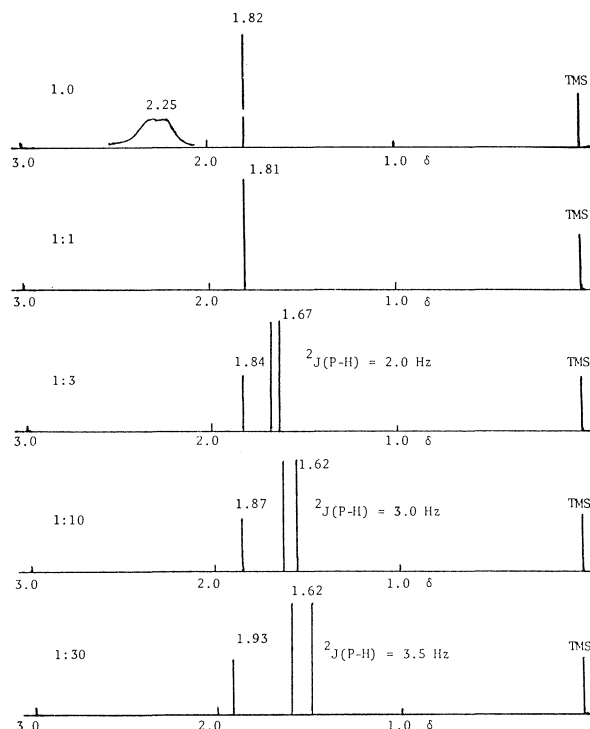 1.82
1.0
2.25
TMS
3.0 2.0 1.0 δ
1.81
1:1
TMS
3.0 2.0 1.0 δ
1.67
1.84
2J(P-H) = 2.0 Hz
1:3
TMS
3.0 2.0 1.0 δ
1.62
1.87
2J(P-H) = 3.0 Hz
1:10
TMS
3.0 2.0 1.0 δ
1.62
1.93
2J(P-H) = 3.5 Hz
1:30
TMS
3.0 2.0 1.0 δ